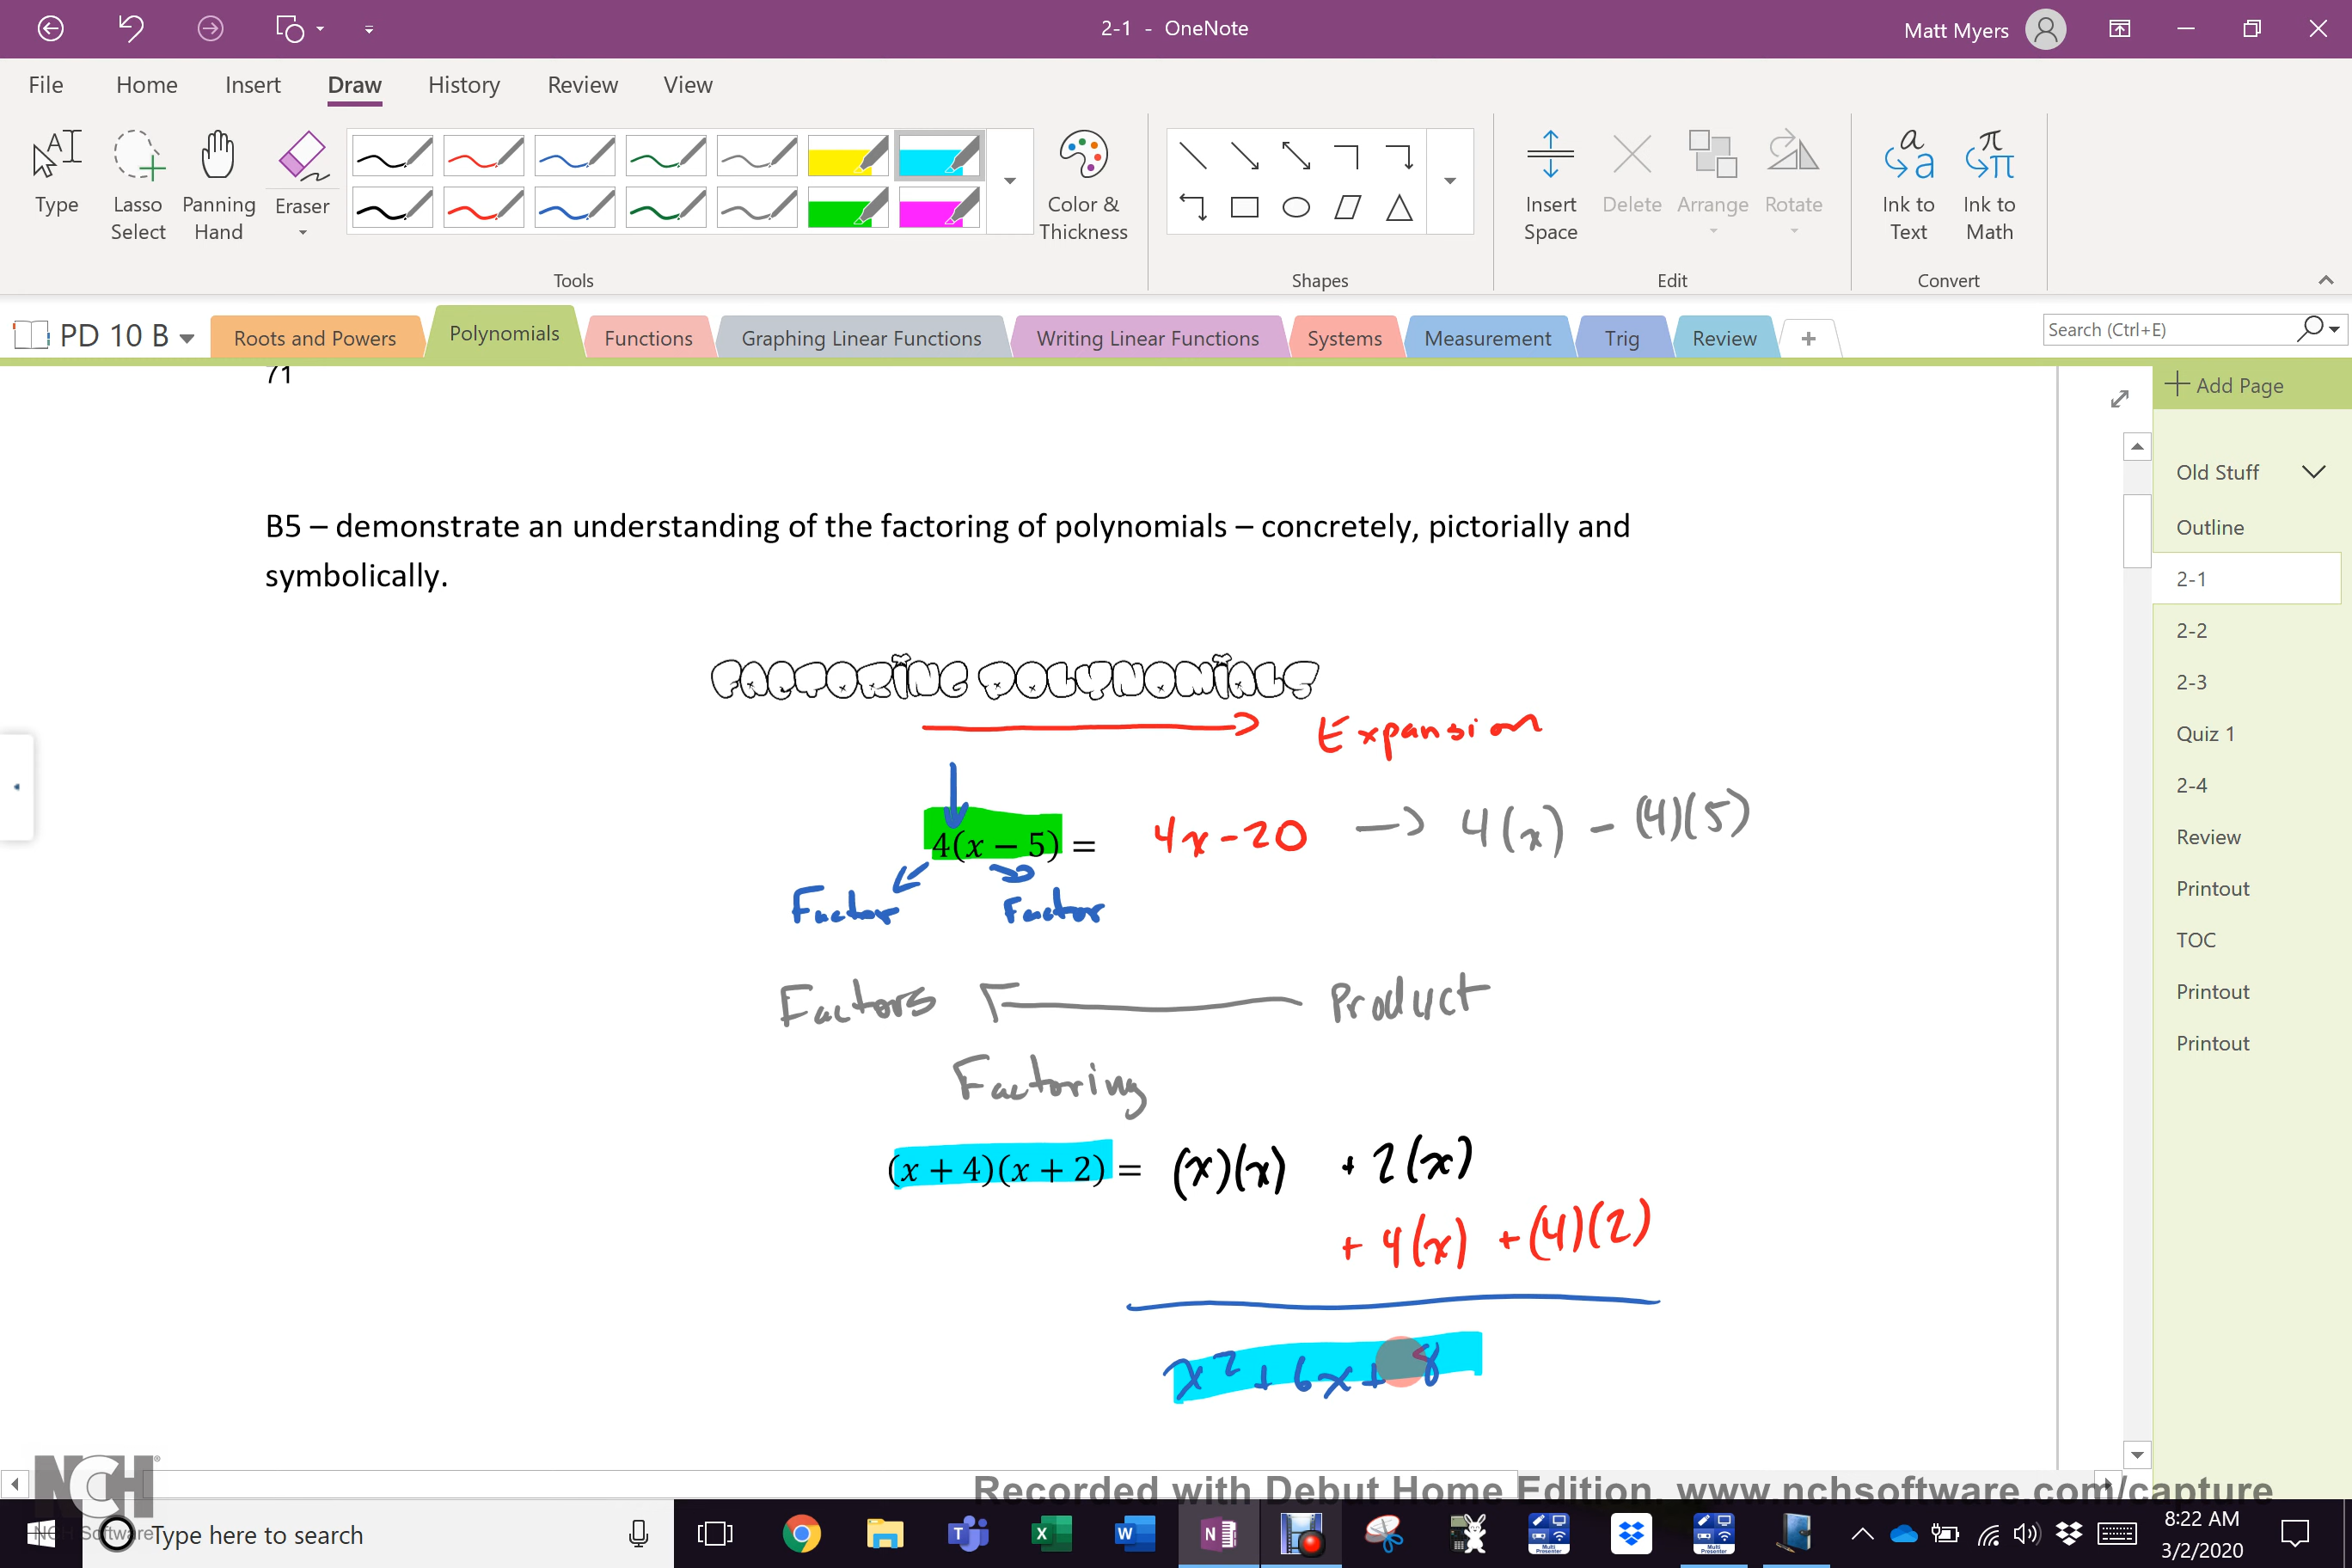 2-1 - OneNote
Matt Myers
File Home Insert Draw History Review View
Type
Lasso Select
Panning Hand
Eraser
Color & Thickness
Insert Space
Delete
Arrange
Rotate
Ink to Text
Ink to Math
Tools
Shapes
Edit
Convert
PD 10 B
Roots and Powers
Polynomials
Functions
Graphing Linear Functions
Writing Linear Functions
Systems
Measurement
Trig
Review
Search (Ctrl+E)
Add Page
Old Stuff
Outline
2-1
2-2
2-3
Quiz 1
2-4
Review
Printout
TOC
Printout
Printout
71
B5 – demonstrate an understanding of the factoring of polynomials – concretely, pictorially and
symbolically.
FACTORING POLYNOMIALS
Expansion
4(x – 5) = 4x - 20 → 4(x) - (4)(5)
Factor Factor
Factors Product
Factoring
(x + 4)(x + 2) = (x)(x) + 2(x)
+ 4(x) + (4)(2)
x² + 6x + 8
NCH
NCH Software
Recorded with Debut Home Edition. www.nchsoftware.com/capture
Type here to search
8:22 AM
3/2/2020